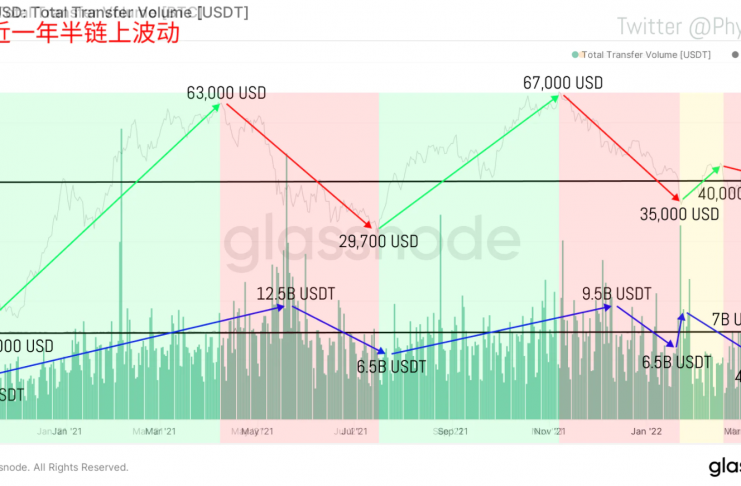 USD: Total Transfer Volume [USDT]
近一年半链上波动
Twitter @Phy
Total Transfer Volume [USDT]
63,000 USD
67,000 USD
40,000
35,000 USD
glassnode
29,700 USD
12.5B USDT
9.5B USDT
7B U
000 USD
6.5B USDT
6.5B USDT
4
SDT
Jan '21
Mar '21
May '21
Jul '21
Sep '21
Nov '21
Jan '22
Mar
ssnode. All Rights Reserved.
glass